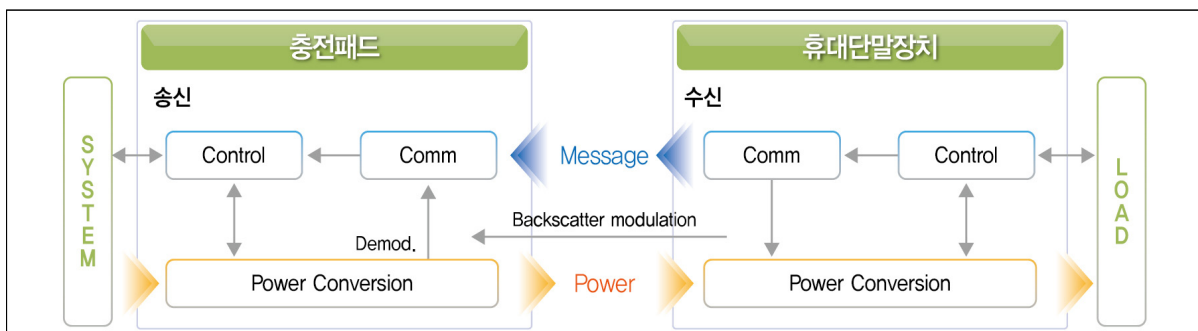 충전패드
휴대단말장치
송신
수신
SYSTEM
Control
Comm
Message
Comm
Control
LOAD
Backscatter modulation
Demod.
Power Conversion
Power
Power Conversion